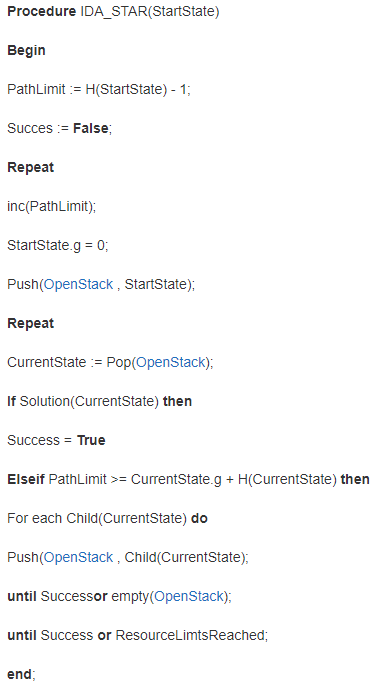 Procedure IDA_STAR(StartState)
Begin
PathLimit := H(StartState) - 1;
Succes := False;
Repeat
inc(PathLimit);
StartState.g = 0;
Push(OpenStack , StartState);
Repeat
CurrentState := Pop(OpenStack);
If Solution(CurrentState) then
Success = True
Elseif PathLimit >= CurrentState.g + H(CurrentState) then
For each Child(CurrentState) do
Push(OpenStack , Child(CurrentState);
until Successor empty(OpenStack);
until Success or ResourceLimtsReached;
end;